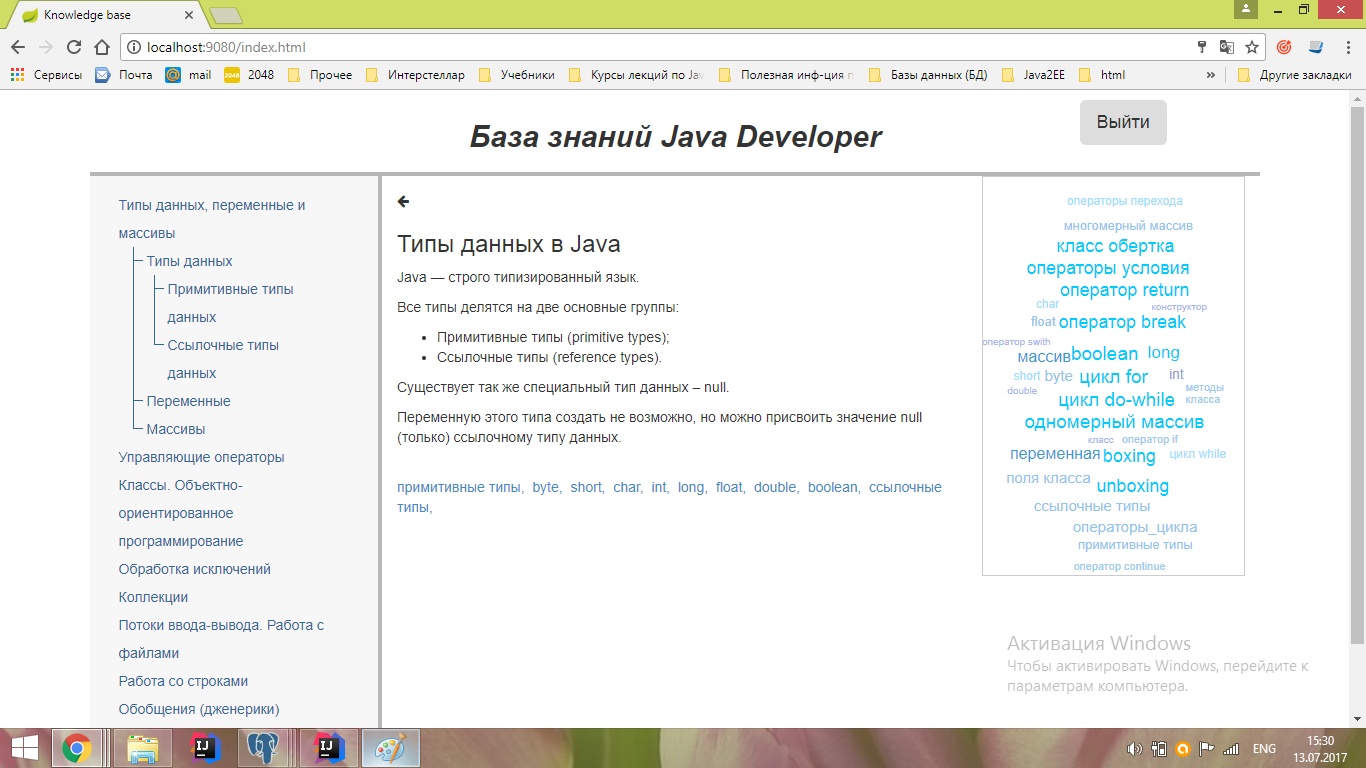 Knowledge base
localhost:9080/index.html
Сервисы Почта mail 2048 Прочее Интерстеллар Учебники Курсы лекций по Jav Полезная инф-ция п Базы данных (БД) Java2EE html » Другие закладки
База знаний Java Developer
Выйти
Типы данных, переменные и
массивы
Типы данных
Примитивные типы
данных
Ссылочные типы
данных
Переменные
Массивы
Управляющие операторы
Классы. Объектно-
ориентированное
программирование
Обработка исключений
Коллекции
Потоки ввода-вывода. Работа с
файлами
Работа со строками
Обобщения (дженерики)
Типы данных в Java
Java — строго типизированный язык.
Все типы делятся на две основные группы:
• Примитивные типы (primitive types);
• Ссылочные типы (reference types).
Существует так же специальный тип данных – null.
Переменную этого типа создать не возможно, но можно присвоить значение null
(только) ссылочному типу данных.
примитивные типы, byte, short, char, int, long, float, double, boolean, ссылочные
типы,
операторы перехода
многомерный массив
класс обертка
операторы условия
оператор return
char конструктор
float оператор break
оператор swith
массив boolean long
short byte цикл for int
double методы
цикл do-while класса
одномерный массив
класс оператор if
переменная boxing цикл while
поля класса unboxing
ссылочные типы
операторы_цикла
примитивные типы
оператор continue
Активация Windows
Чтобы активировать Windows, перейдите к
параметрам компьютера.
ENG
15:30
13.07.2017